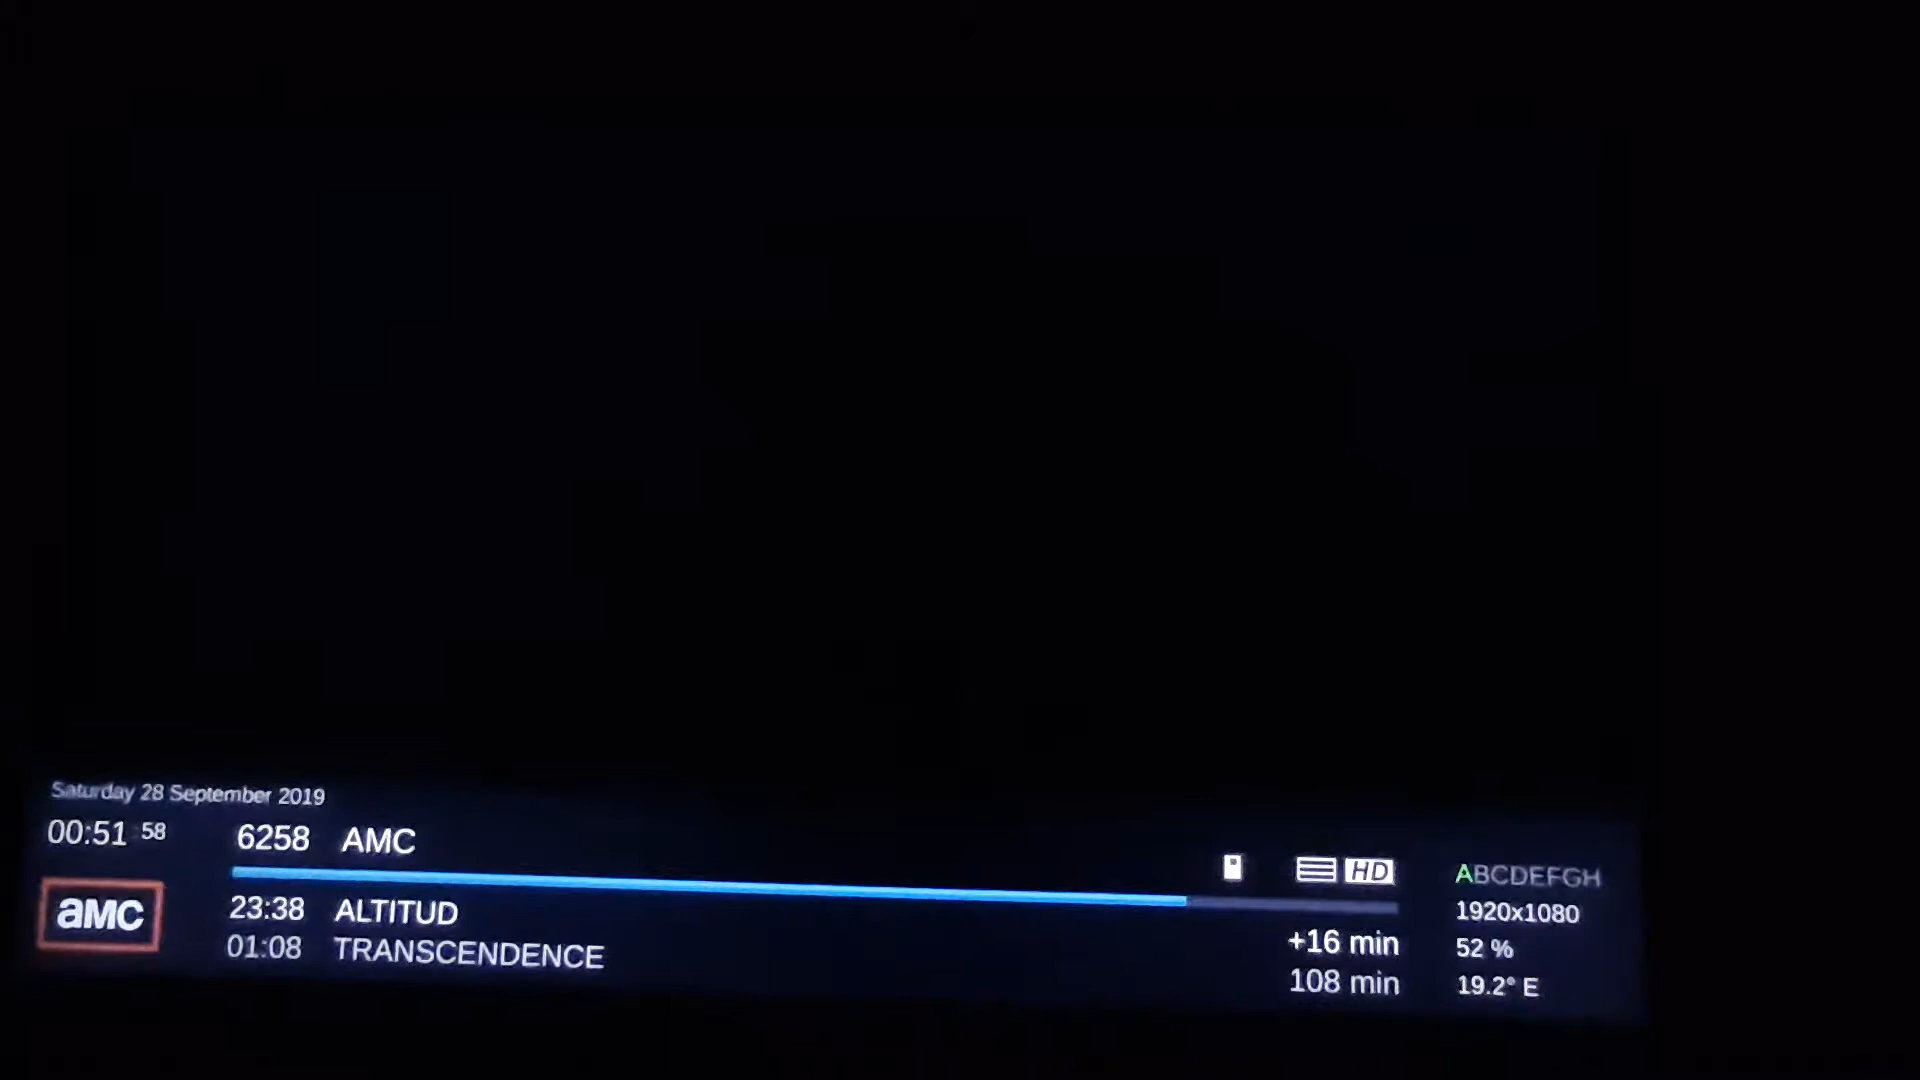 Saturday 28 September 2019
00:51 58
6258 AMC
HD
ABCDEFGH
aMC
23:38 ALTITUD
+16 min
1920x1080
01:08 TRANSCENDENCE
108 min
52 %
19.2° E